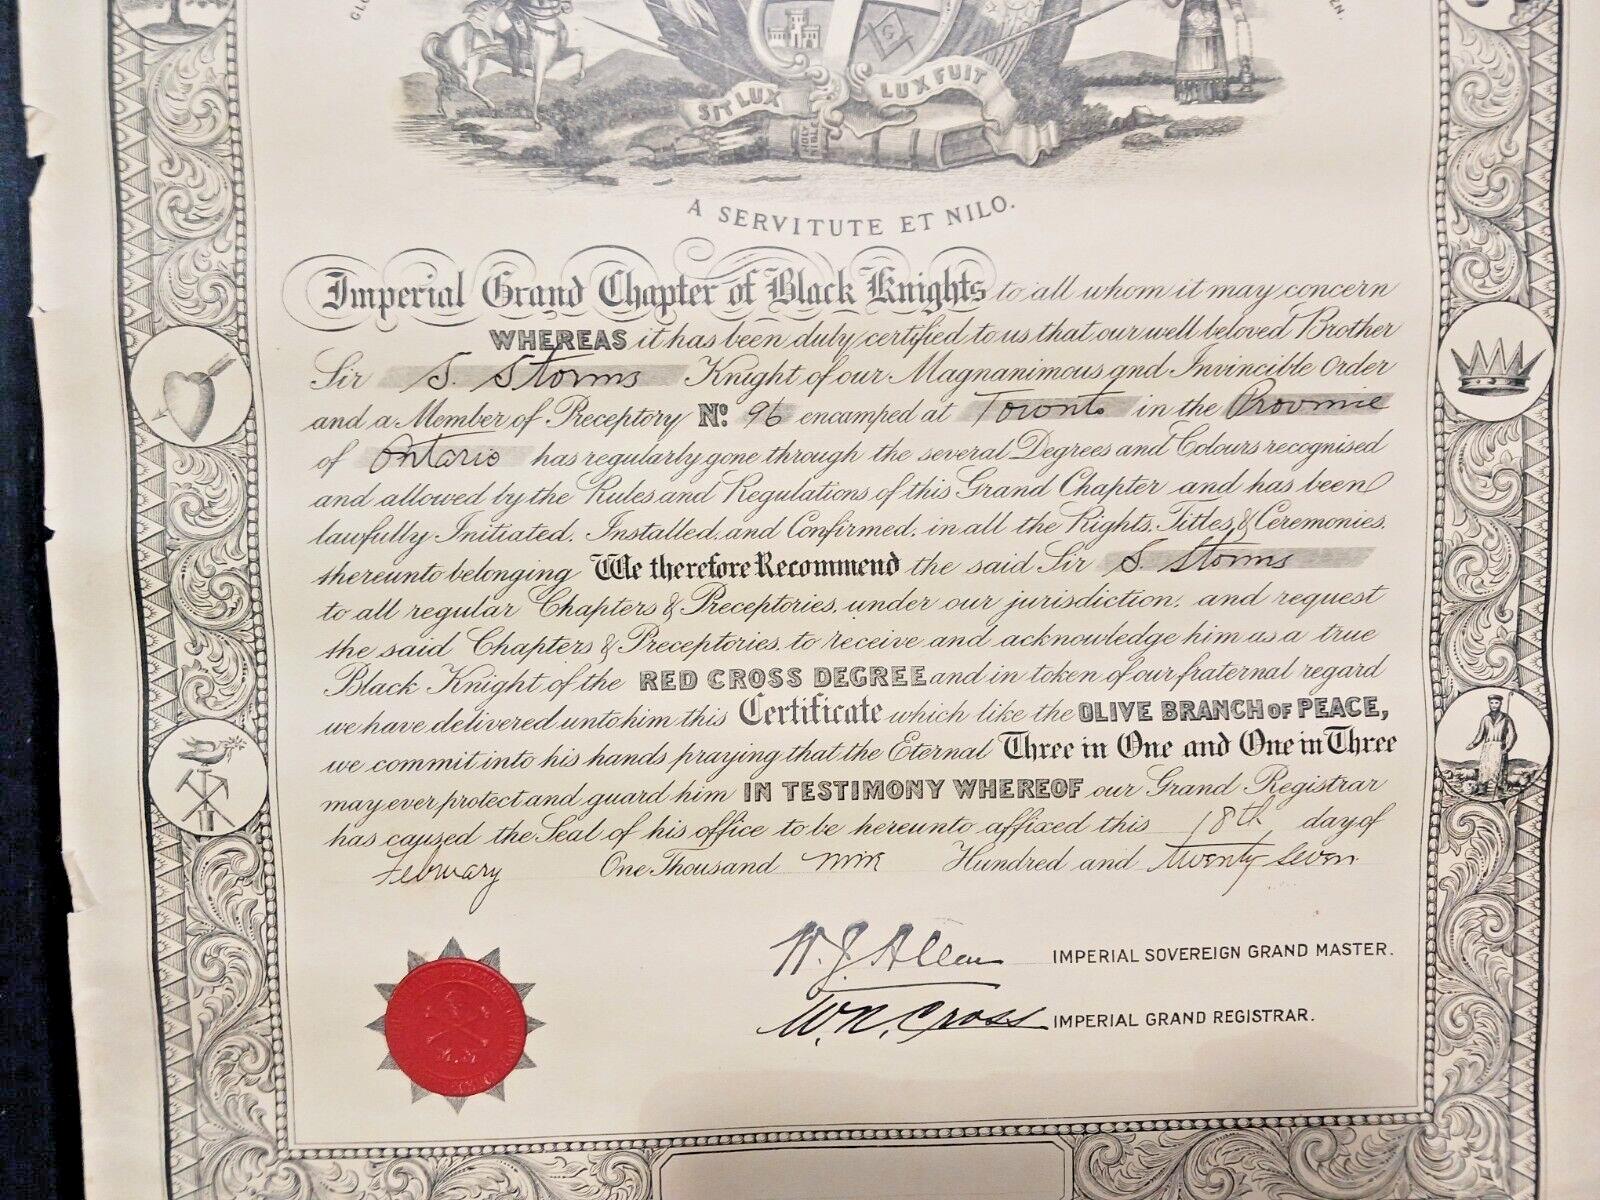 SIT LUX
LUX FUIT
HOLY BIBLE
A SERVITUTE ET NILO.
Imperial Grand Chapter of Black Knights to all whom it may concern
WHEREAS it has been duly certified to us that our well beloved Brother
Sir S. Storms Knight of our Magnanimous and Invincible Order
and a Member of Preceptory No. 96 encamped at Toronto in the Province
of Ontario has regularly gone through the several Degrees and Colours recognised
and allowed by the Rules and Regulations of this Grand Chapter and has been
lawfully Initiated, Installed, and Confirmed, in all the Rights, Titles, & Ceremonies,
thereunto belonging We therefore Recommend the said Sir S. Storms
to all regular Chapters & Preceptories, under our jurisdiction, and request
the said Chapters & Preceptories, to receive and acknowledge him as a true
Black Knight of the RED CROSS DEGREE and in token of our fraternal regard
we have delivered unto him this Certificate which like the OLIVE BRANCH OF PEACE,
we commit into his hands praying that the Eternal Three in One and One in Three
may ever protect and guard him IN TESTIMONY WHEREOF our Grand Registrar
has caused the Seal of his office to be hereunto affixed this 18th day of
February One Thousand nine Hundred and twenty seven
W. J. Allen IMPERIAL SOVEREIGN GRAND MASTER.
W. N. Cross IMPERIAL GRAND REGISTRAR.